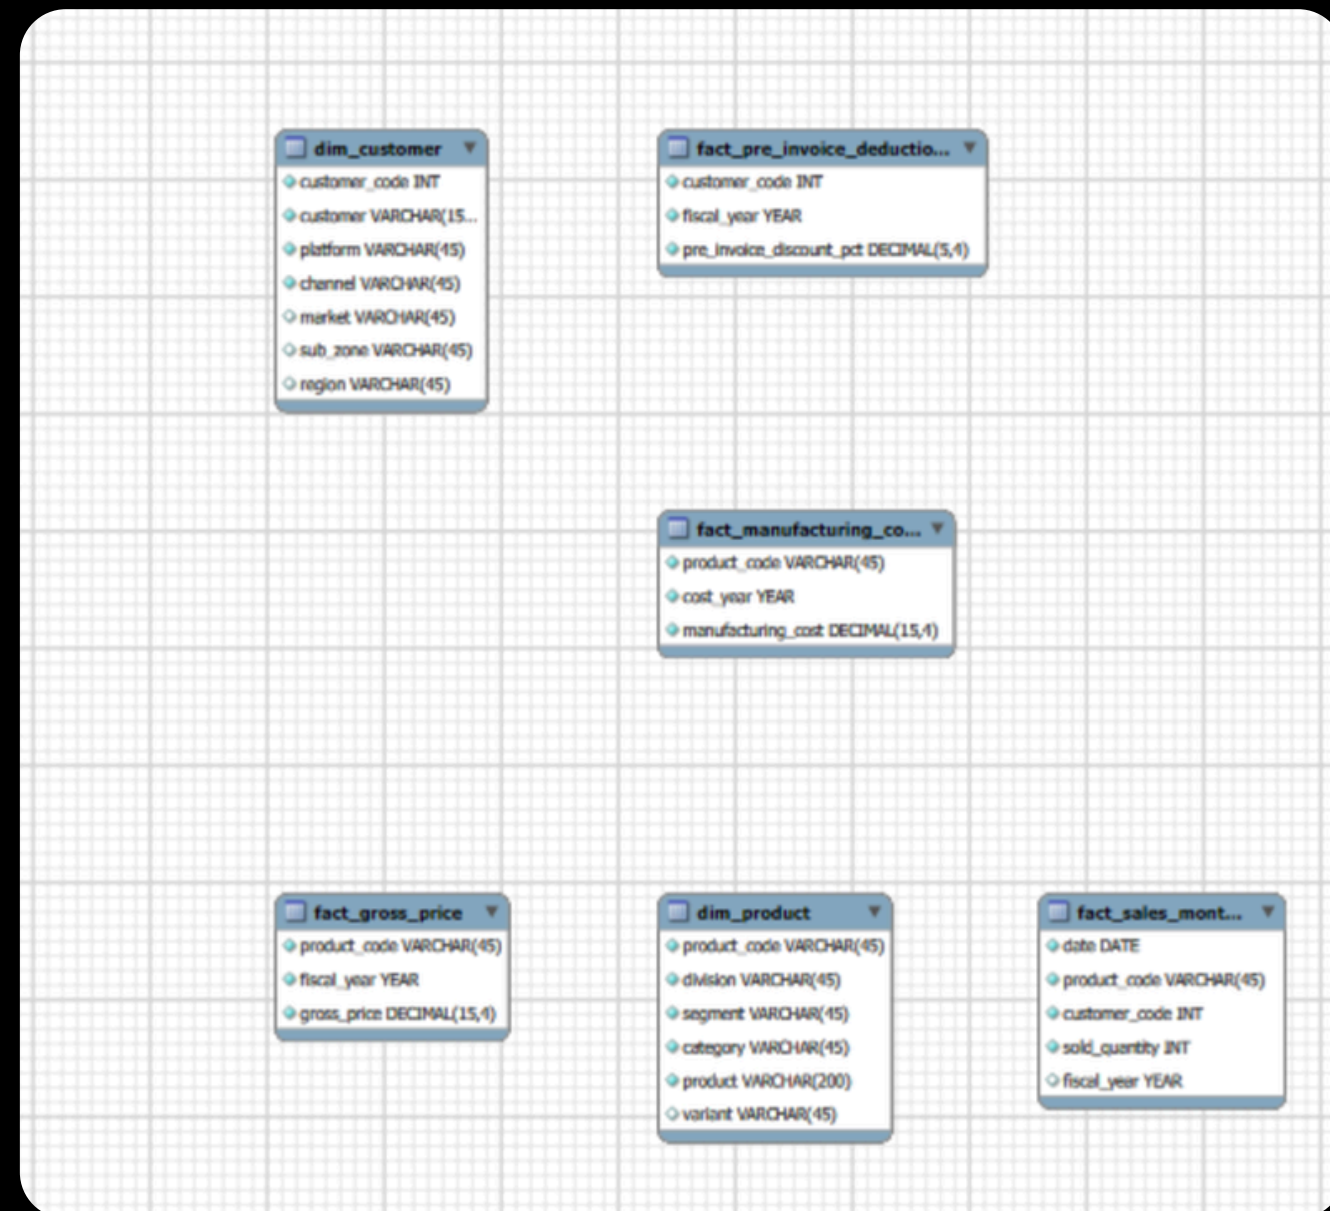 dim_customer
customer_code INT
customer VARCHAR(15...
platform VARCHAR(45)
channel VARCHAR(45)
market VARCHAR(45)
sub_zone VARCHAR(45)
region VARCHAR(45)
fact_pre_invoice_deductio...
customer_code INT
fiscal_year YEAR
pre_invoice_discount_pct DECIMAL(5,4)
fact_manufacturing_co...
product_code VARCHAR(45)
cost_year YEAR
manufacturing_cost DECIMAL(15,4)
fact_gross_price
product_code VARCHAR(45)
fiscal_year YEAR
gross_price DECIMAL(15,4)
dim_product
product_code VARCHAR(45)
division VARCHAR(45)
segment VARCHAR(45)
category VARCHAR(45)
product VARCHAR(200)
variant VARCHAR(45)
fact_sales_mont...
date DATE
product_code VARCHAR(45)
customer_code INT
sold_quantity INT
fiscal_year YEAR